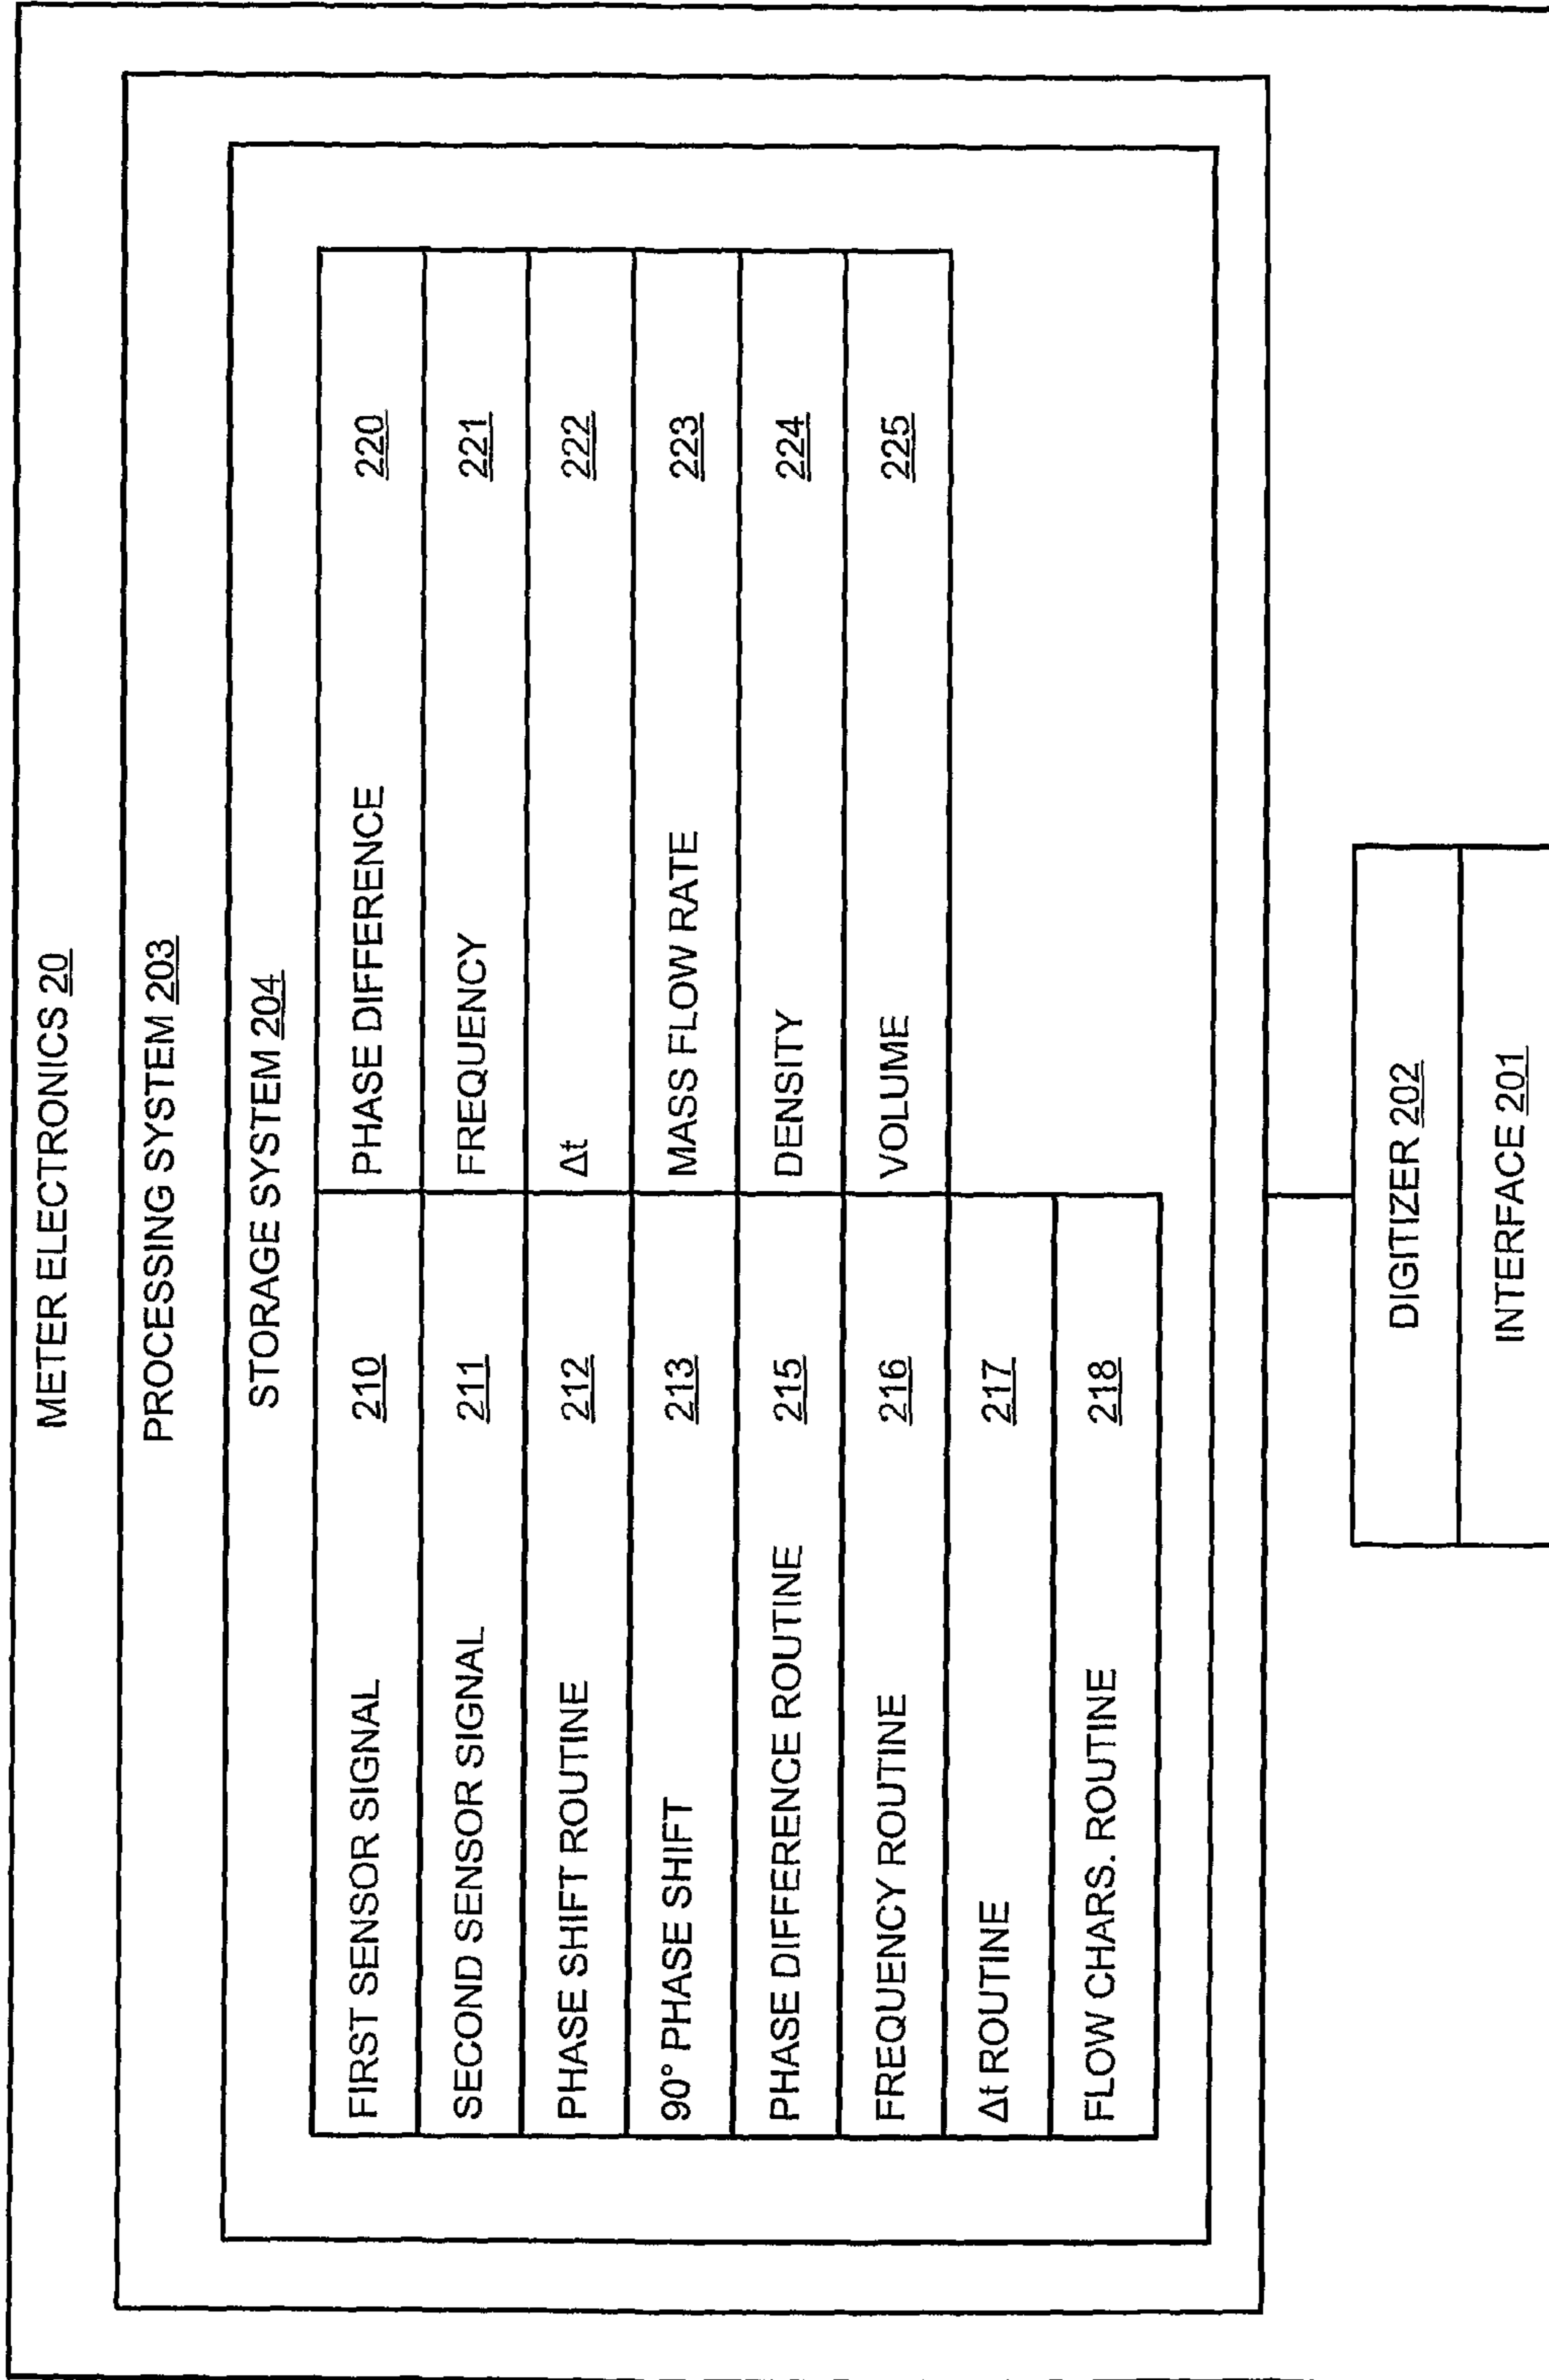 METER ELECTRONICS 20
PROCESSING SYSTEM 203
STORAGE SYSTEM 204
FIRST SENSOR SIGNAL 210
SECOND SENSOR SIGNAL 211
PHASE SHIFT ROUTINE 212
90° PHASE SHIFT 213
PHASE DIFFERENCE ROUTINE 215
FREQUENCY ROUTINE 216
Δt ROUTINE 217
FLOW CHARS. ROUTINE 218
PHASE DIFFERENCE 220
FREQUENCY 221
Δt 222
MASS FLOW RATE 223
DENSITY 224
VOLUME 225
DIGITIZER 202
INTERFACE 201